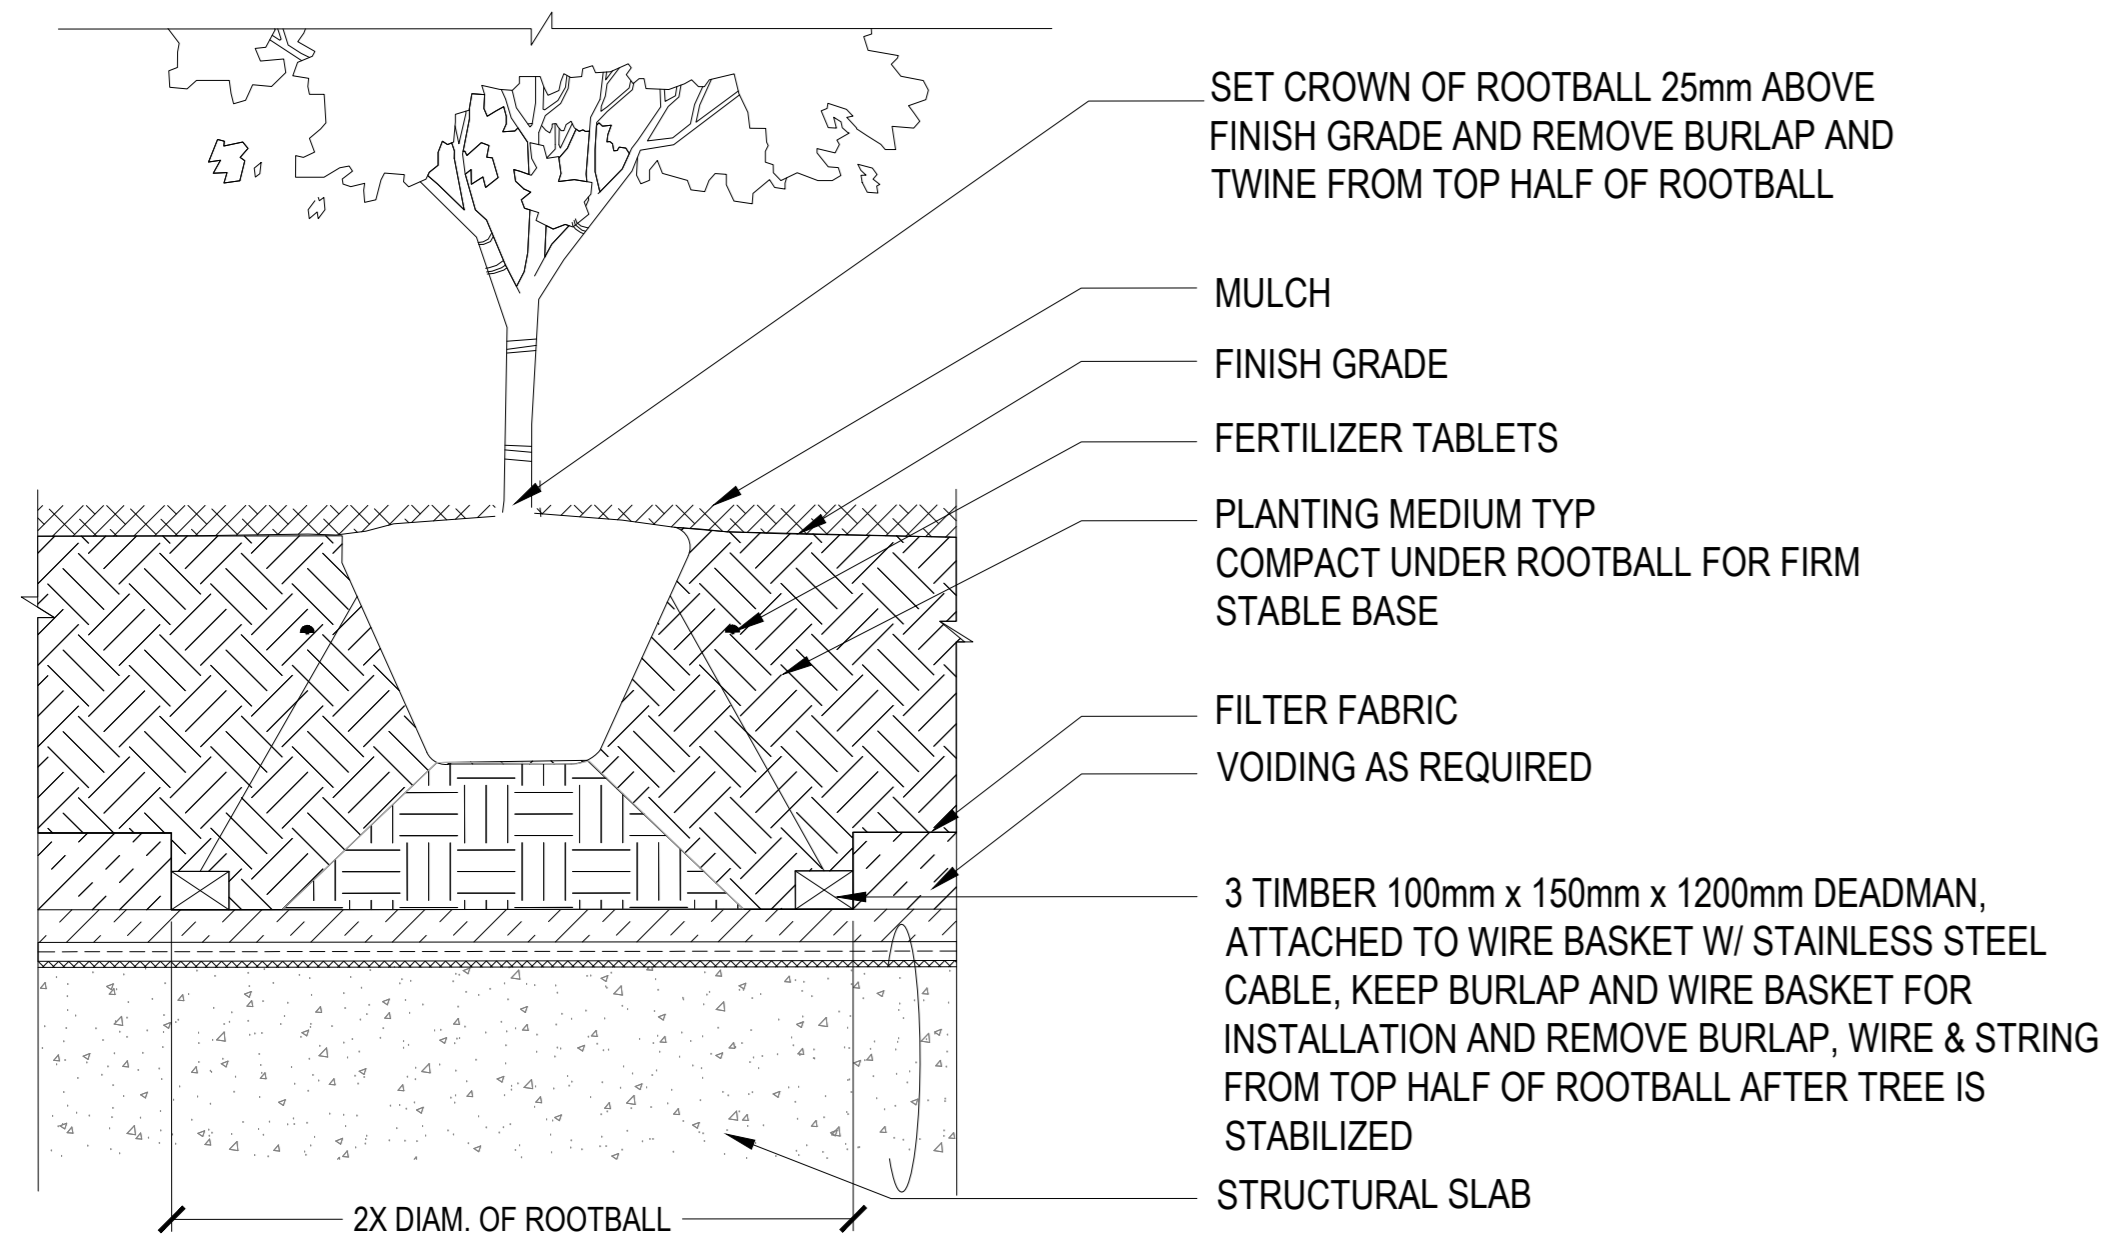 SET CROWN OF ROOTBALL 25mm ABOVE
FINISH GRADE AND REMOVE BURLAP AND
TWINE FROM TOP HALF OF ROOTBALL
MULCH
FINISH GRADE
FERTILIZER TABLETS
PLANTING MEDIUM TYP
COMPACT UNDER ROOTBALL FOR FIRM
STABLE BASE
FILTER FABRIC
VOIDING AS REQUIRED
3 TIMBER 100mm x 150mm x 1200mm DEADMAN,
ATTACHED TO WIRE BASKET W/ STAINLESS STEEL
CABLE, KEEP BURLAP AND WIRE BASKET FOR
INSTALLATION AND REMOVE BURLAP, WIRE & STRING
FROM TOP HALF OF ROOTBALL AFTER TREE IS
STABILIZED
STRUCTURAL SLAB
2X DIAM. OF ROOTBALL